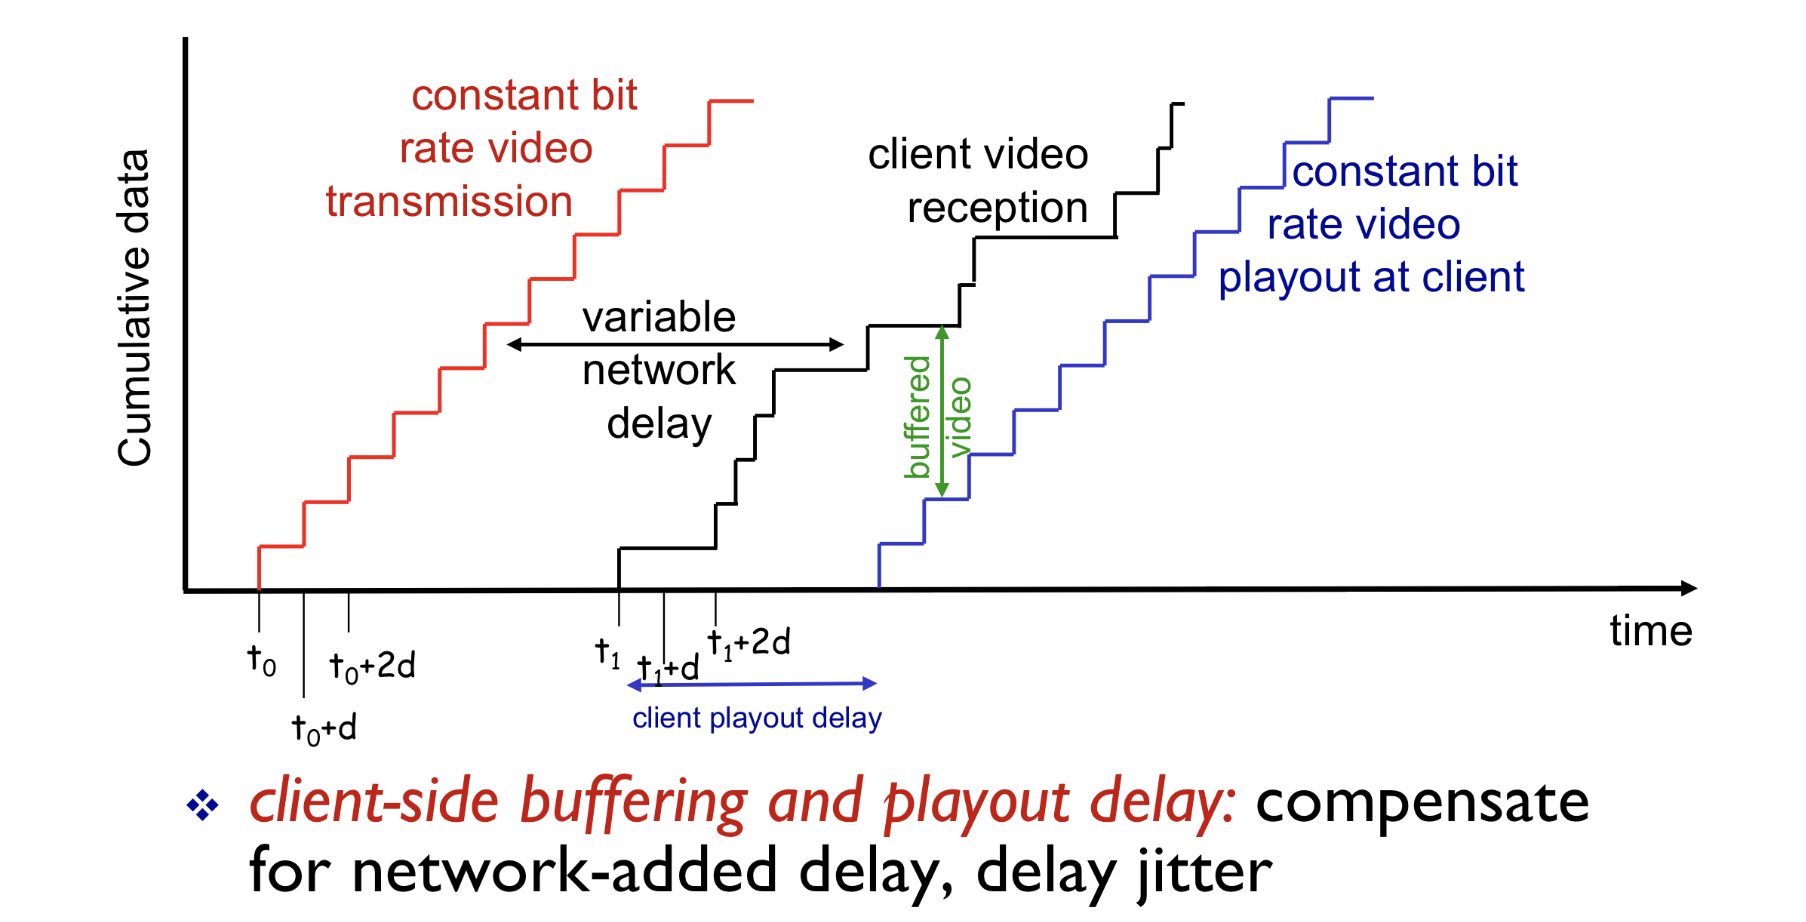 constant bit
rate video
transmission
client video
reception
constant bit
rate video
playout at client
variable
network
delay
buffered
video
Cumulative data
time
t₀
t₀+d
t₀+2d
t₁
t₁+d
t₁+2d
client playout delay
❖ client-side buffering and playout delay: compensate
for network-added delay, delay jitter